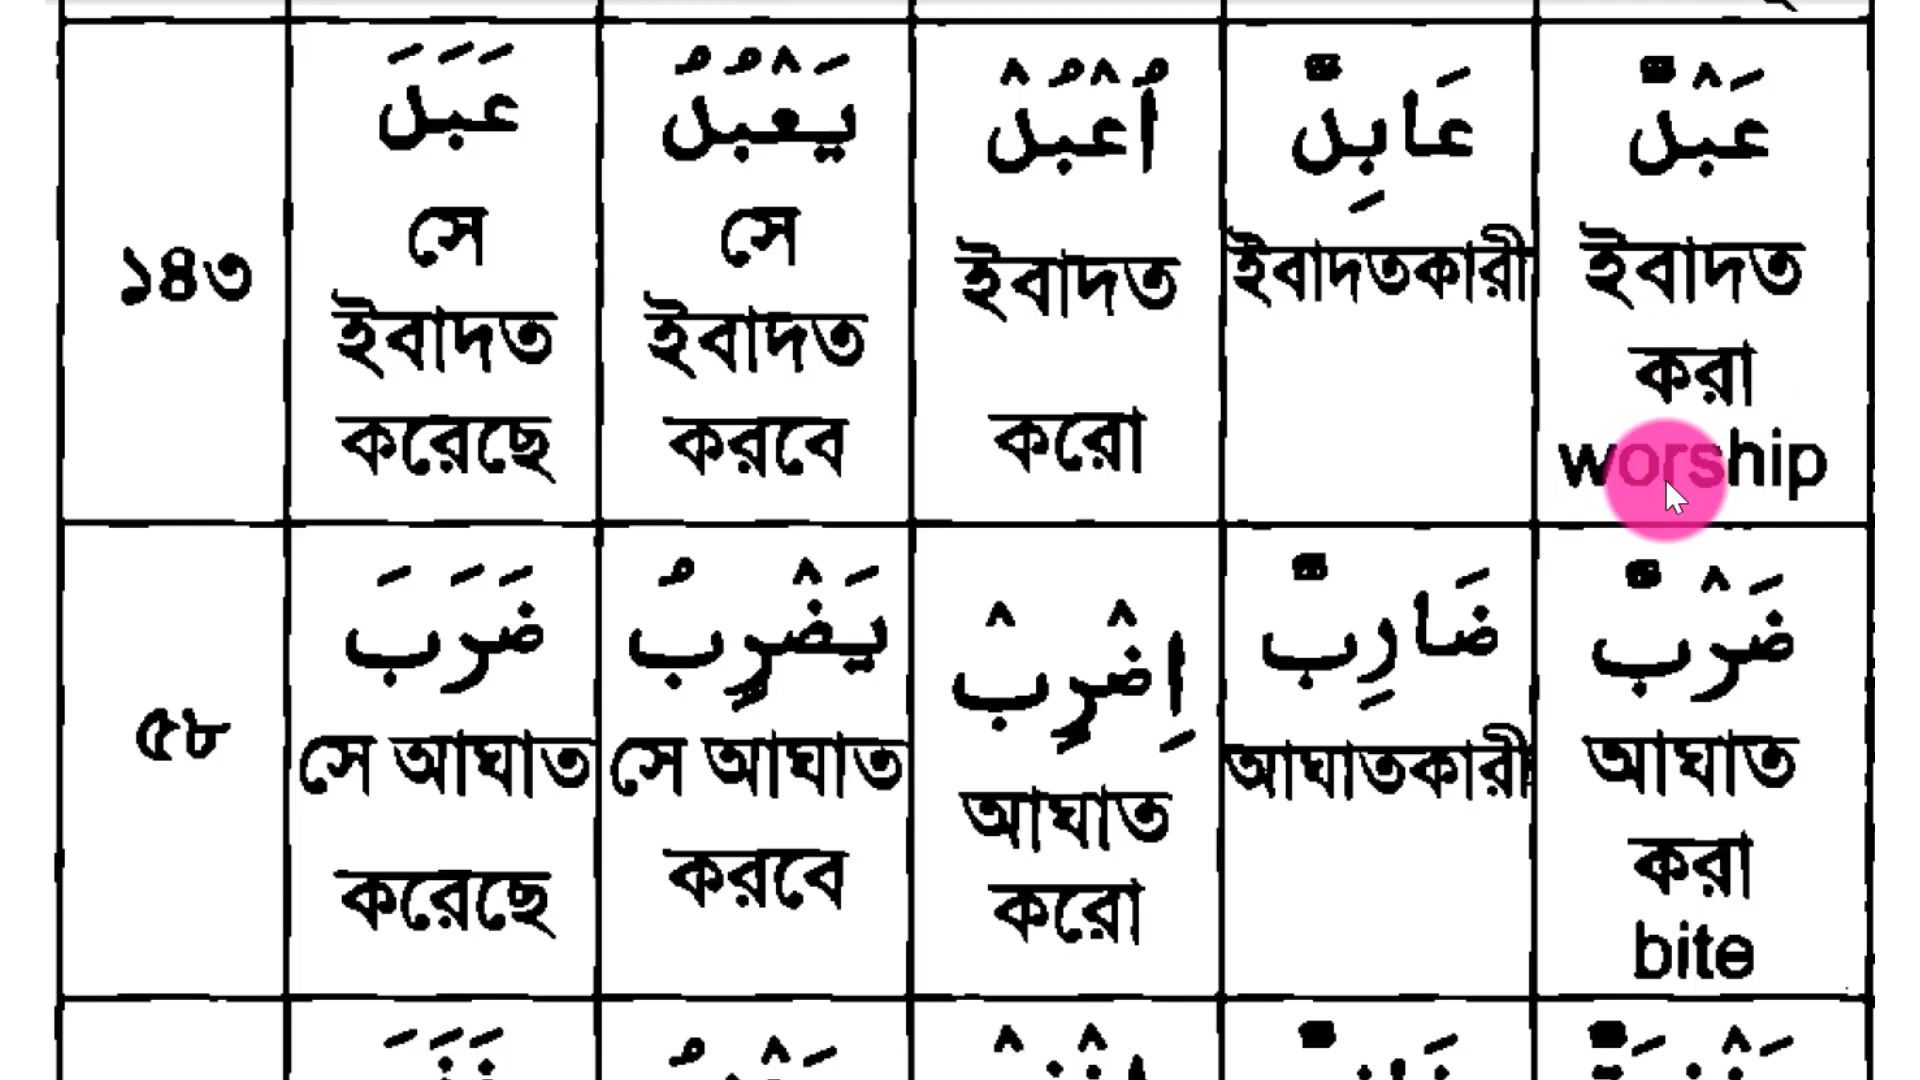 ১৪৩
عَبَلَ
সে
ইবাদত
করেছে
يَعْبُلُ
সে
ইবাদত
করবে
اُعْبُلْ
ইবাদত
করো
عَابِلٌ
ইবাদতকারী
عَبْلٌ
ইবাদত
করা
worship
৫৮
ضَرَبَ
সে আঘাত
করেছে
يَضْرِبُ
সে আঘাত
করবে
اِضْرِبْ
আঘাত
করো
ضَارِبٌ
আঘাতকারী
ضَرْبٌ
আঘাত
করা
bite